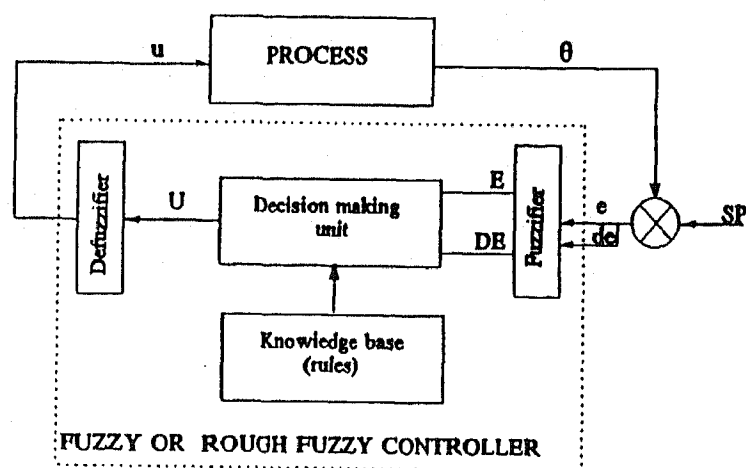 u
PROCESS
θ
Defuzzifier
U
Decision making
unit
E
DE
Fuzzifier
e
de
SP
Knowledge base
(rules)
FUZZY OR ROUGH FUZZY CONTROLLER